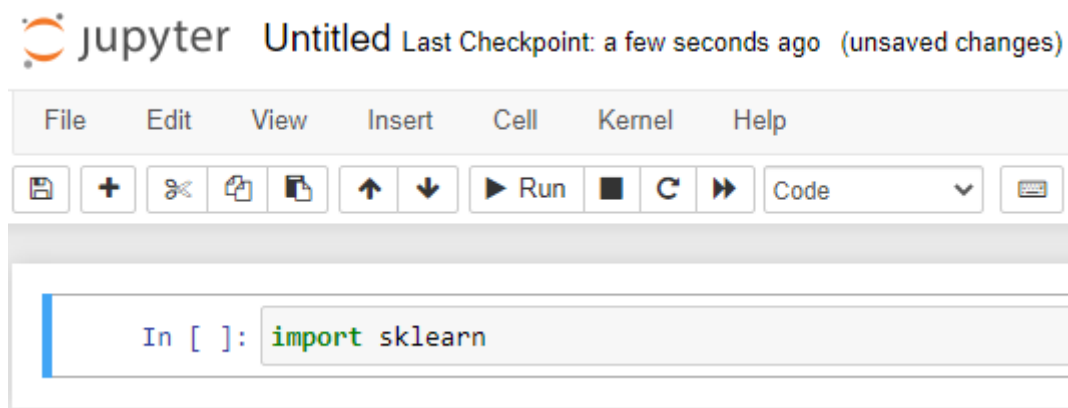 jupyter Untitled Last Checkpoint: a few seconds ago (unsaved changes)
File Edit View Insert Cell Kernel Help
Run Code
In [ ]: import sklearn